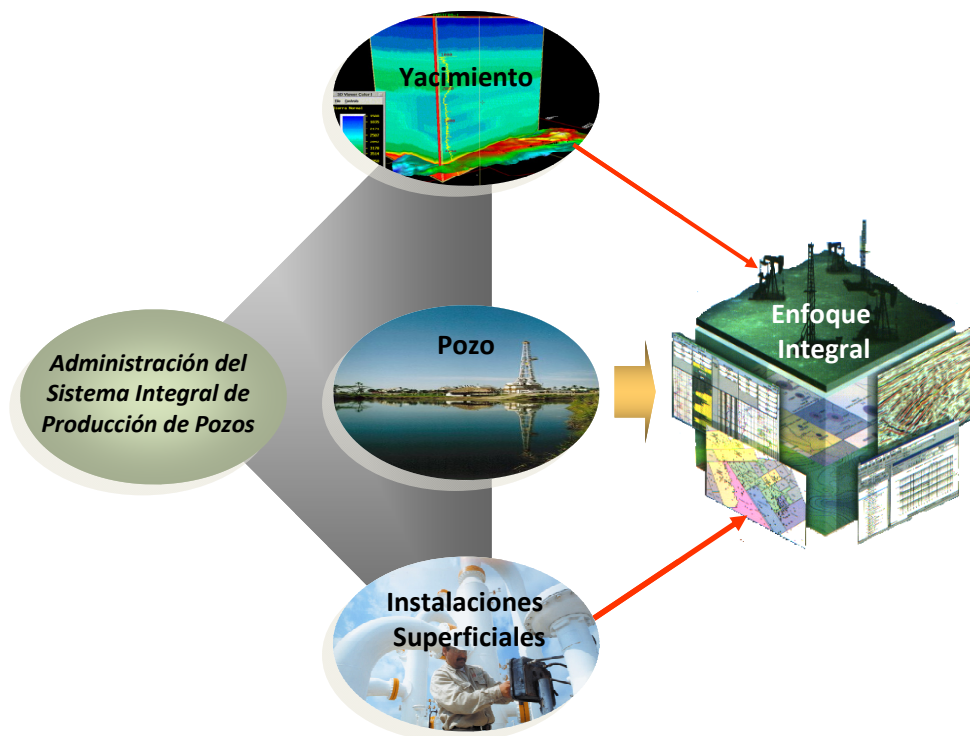 Yacimiento
Administración del
Sistema Integral de
Producción de Pozos
Pozo
Enfoque
Integral
Instalaciones
Superficiales